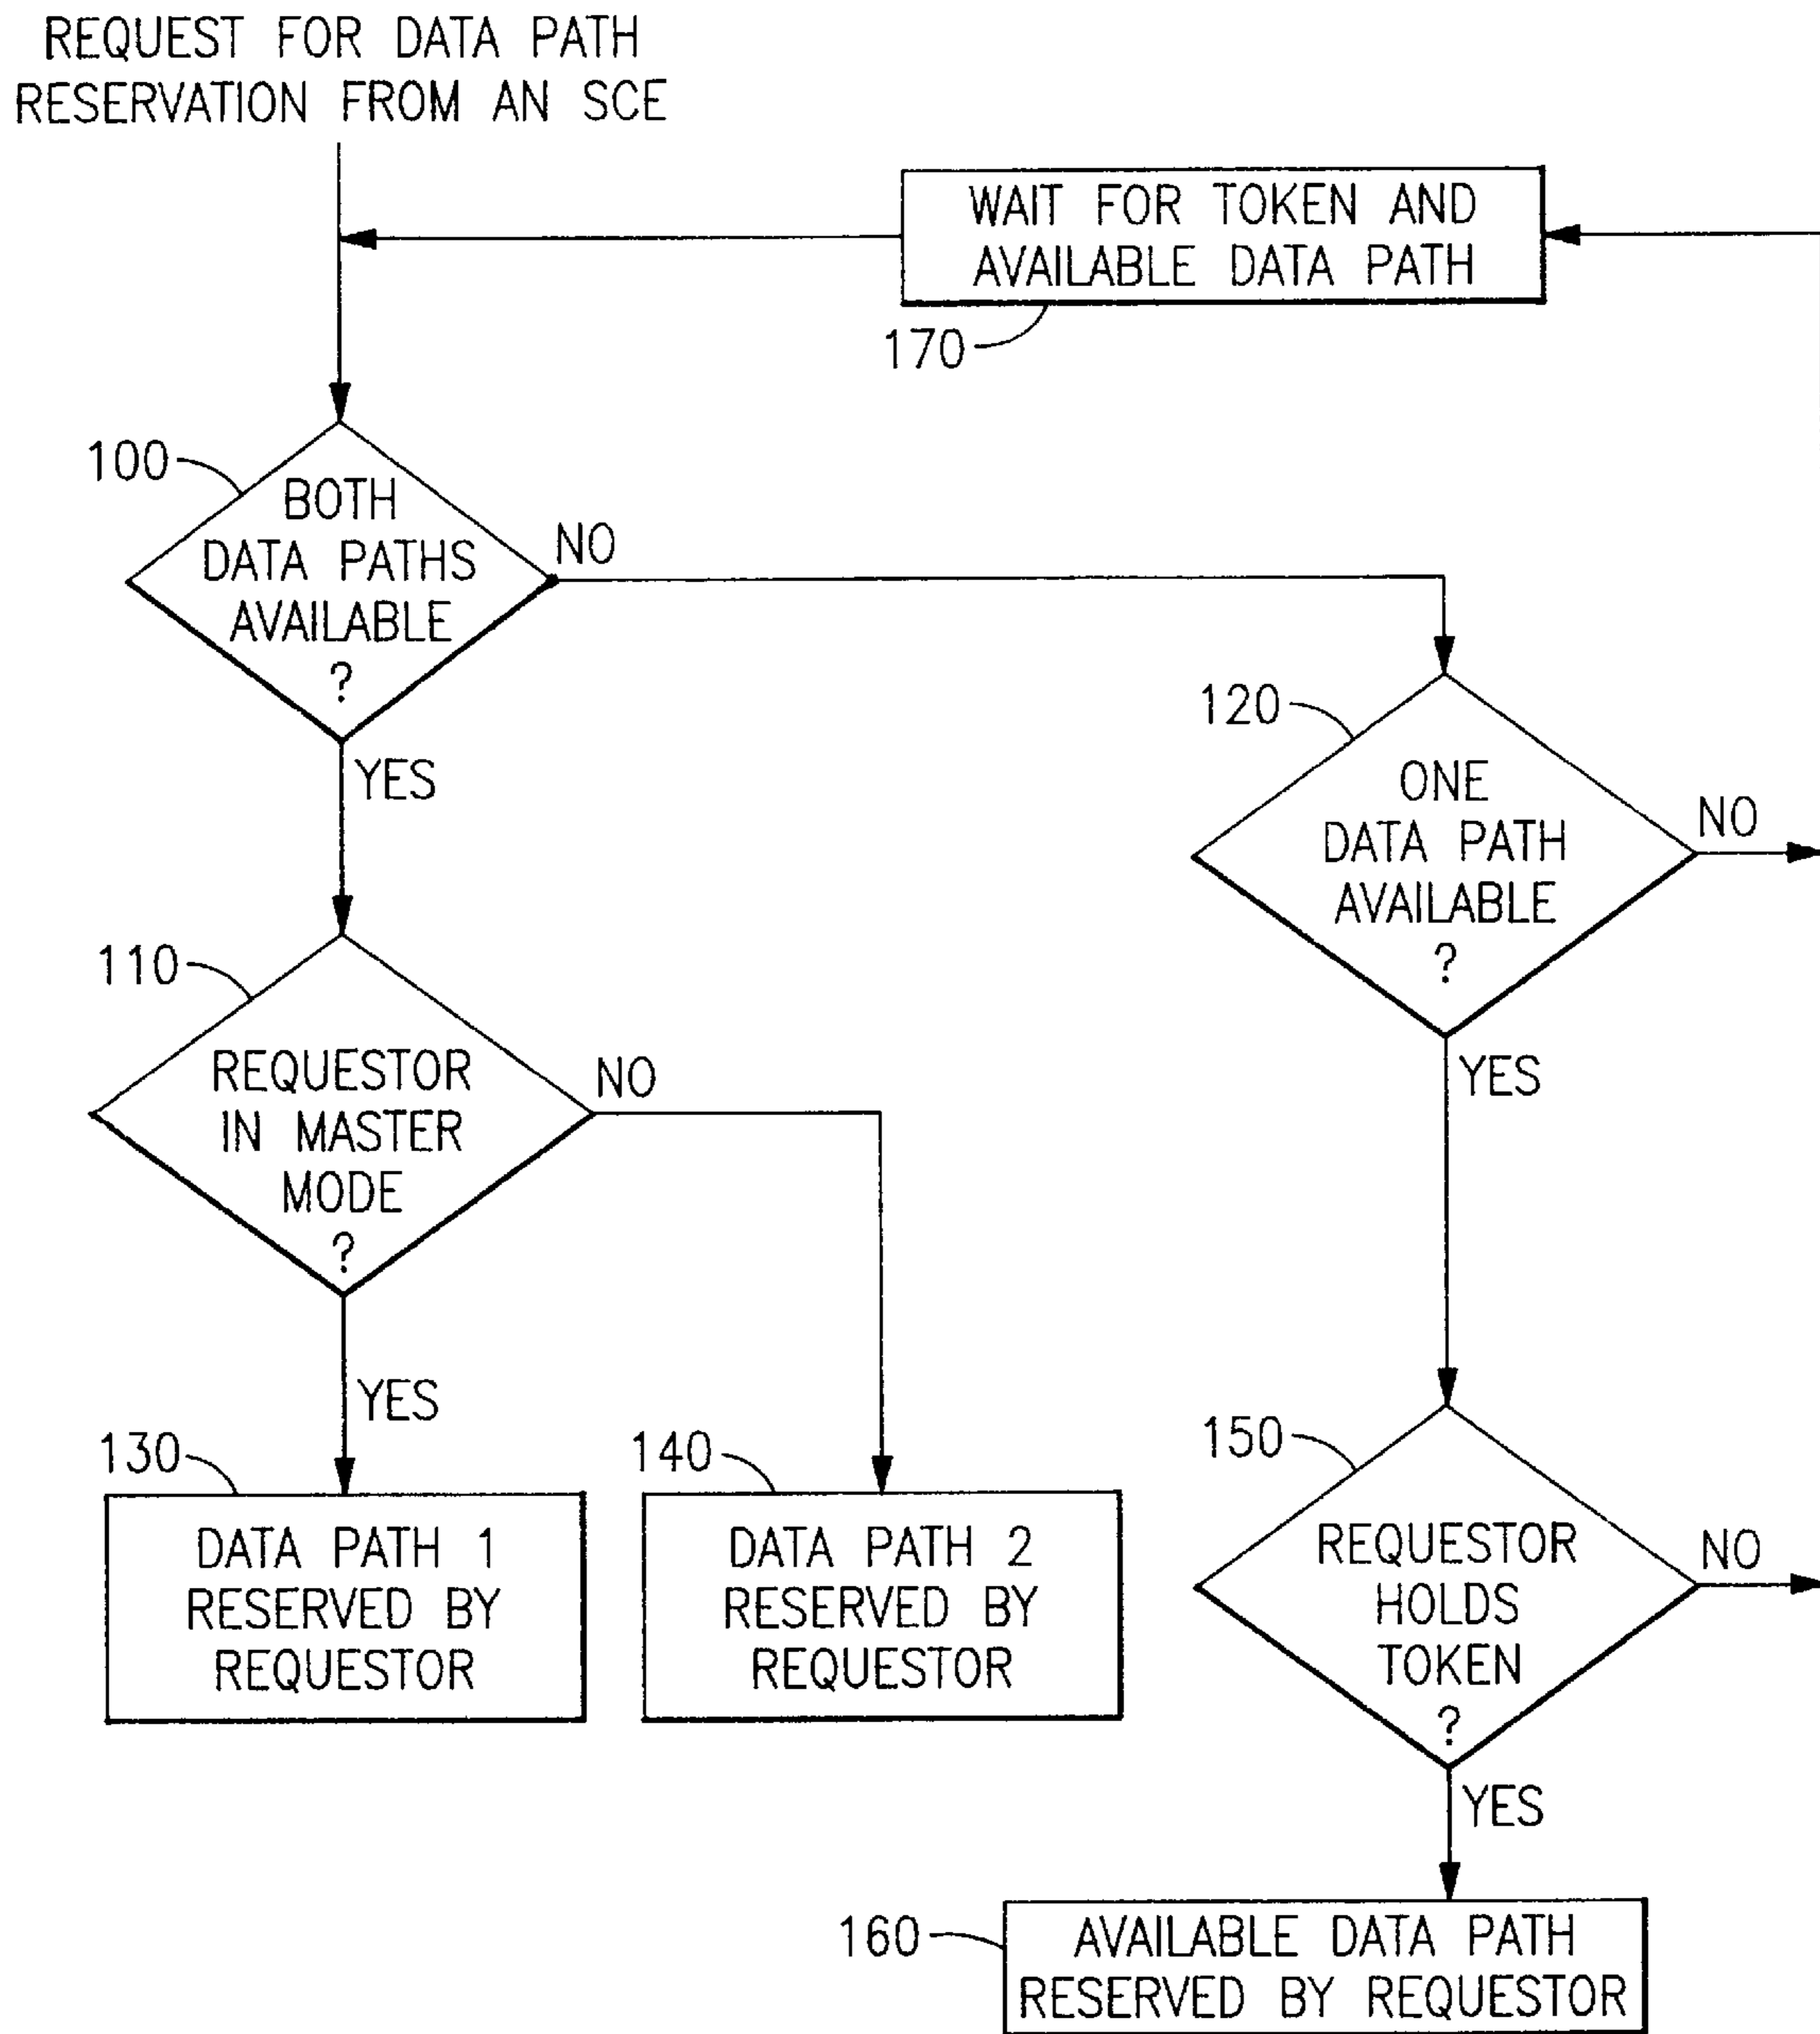 REQUEST FOR DATA PATH
RESERVATION FROM AN SCE
WAIT FOR TOKEN AND
AVAILABLE DATA PATH
170
100
BOTH
DATA PATHS
AVAILABLE
?
NO
YES
120
ONE
DATA PATH
AVAILABLE
?
NO
YES
110
REQUESTOR
IN MASTER
MODE
?
NO
YES
130
DATA PATH 1
RESERVED BY
REQUESTOR
140
DATA PATH 2
RESERVED BY
REQUESTOR
150
REQUESTOR
HOLDS
TOKEN
?
NO
YES
160
AVAILABLE DATA PATH
RESERVED BY REQUESTOR